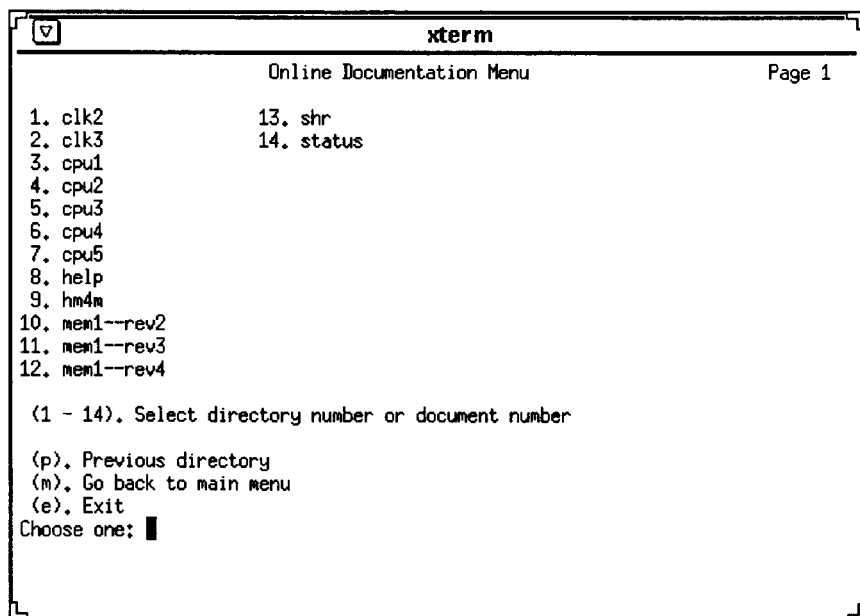 xterm
Online Documentation Menu Page 1
1. clk2 13. shr
2. clk3 14. status
3. cpu1
4. cpu2
5. cpu3
6. cpu4
7. cpu5
8. help
9. hm4m
10. mem1--rev2
11. mem1--rev3
12. mem1--rev4
(1 - 14). Select directory number or document number
(p). Previous directory
(m). Go back to main menu
(e). Exit
Choose one: